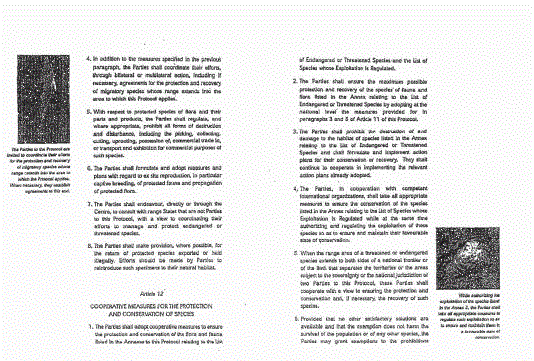 4. In addition to the measures specified in the previous
paragraph, the Parties shall coordinate their efforts,
through bilateral or multilateral action, including if
necessary, agreements for the protection and recovery
of migratory species whose range extends into the
area to which this Protocol applies.
5. With respect to protected species of flora and their
parts and products, the Parties shall regulate, and
where appropriate, prohibit all forms of destruction
and disturbance, including the picking, collecting,
cutting, uprooting, possession of, commercial trade in,
or transport and exhibition for commercial purposes of
such species.
6. The Parties shall formulate and adopt measures and
plans with regard to ex situ reproduction, in particular
captive breeding, of protected fauna and propagation
of protected flora.
7. The Parties shall endeavour, directly or through the
Centre, to consult with range States that are not Parties
to this Protocol, with a view to coordinating their
efforts to manage and protect endangered or
threatened species.
8. The Parties shall make provision, where possible, for
the return of protected species exported or held
illegally. Efforts should be made by Parties to
reintroduce such specimens to their natural habitat.
Article 12
COOPERATIVE MEASURES FOR THE PROTECTION
AND CONSERVATION OF SPECIES
1. The Parties shall adopt cooperative measures to ensure
the protection and conservation of the flora and fauna
listed in the Annexes to this Protocol relating to the List
The Parties to the Protocol are
invited to coordinate their efforts
for the protection and recovery
of migratory species whose
range extends into the area to
which the Protocol applies.
When necessary, they establish
agreements to this end.
of Endangered or Threatened Species and the List of
Species whose Exploitation is Regulated.
2. The Parties shall ensure the maximum possible
protection and recovery of the species of fauna and
flora listed in the Annex relating to the List of
Endangered or Threatened Species by adopting at the
national level the measures provided for in
paragraphs 3 and 5 of Article 11 of this Protocol.
3. The Parties shall prohibit the destruction of and
damage to the habitat of species listed in the Annex
relating to the List of Endangered or Threatened
Species and shall formulate and implement action
plans for their conservation or recovery. They shall
continue to cooperate in implementing the relevant
action plans already adopted.
4. The Parties, in cooperation with competent
international organizations, shall take all appropriate
measures to ensure the conservation of the species
listed in the Annex relating to the List of Species whose
Exploitation is Regulated while at the same time
authorizing and regulating the exploitation of these
species so as to ensure and maintain their favourable
state of conservation.
5. When the range area of a threatened or endangered
species extends to both sides of a national frontier or
of the limit that separates the territories or the areas
subject to the sovereignty or the national jurisdiction of
two Parties to this Protocol, these Parties shall
cooperate with a view to ensuring the protection and
conservation and, if necessary, the recovery of such
species.
6. Provided that no other satisfactory solutions are
available and that the exemption does not harm the
survival of the population or of any other species, the
Parties may grant exemptions to the prohibitions
While authorizing the
exploitation of the species listed
in the Annex 3, the Parties shall
take all appropriate measures to
regulate such exploitation so as
to ensure and maintain them in
a favourable state of
conservation.